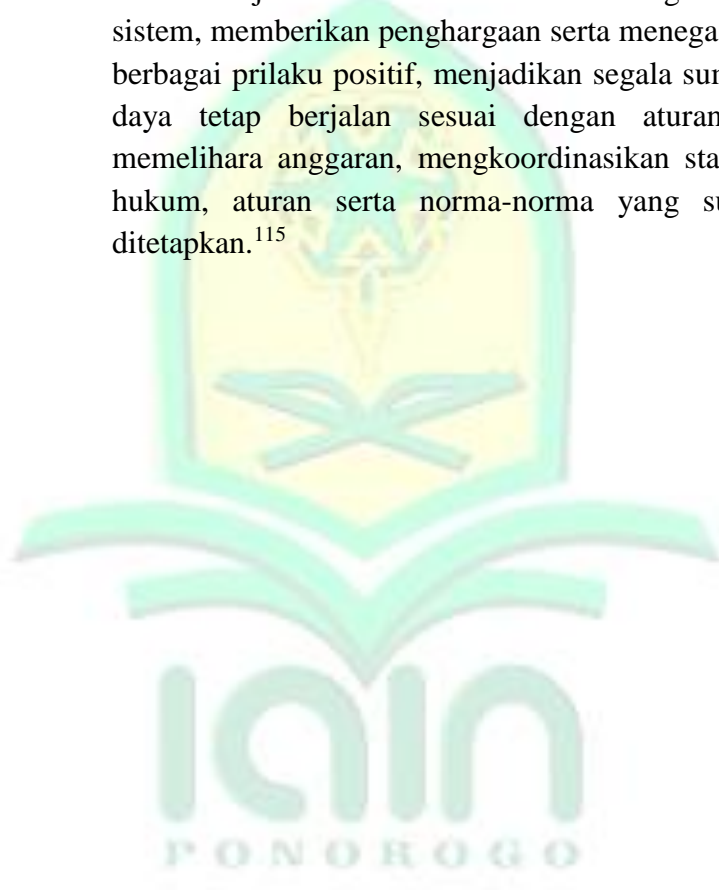 sistem, memberikan penghargaan serta menega
berbagai prilaku positif, menjadikan segala sur
daya tetap berjalan sesuai dengan aturan
memelihara anggaran, mengkoordinasikan sta
hukum, aturan serta norma-norma yang su
ditetapkan.115
iain
PONOROGO